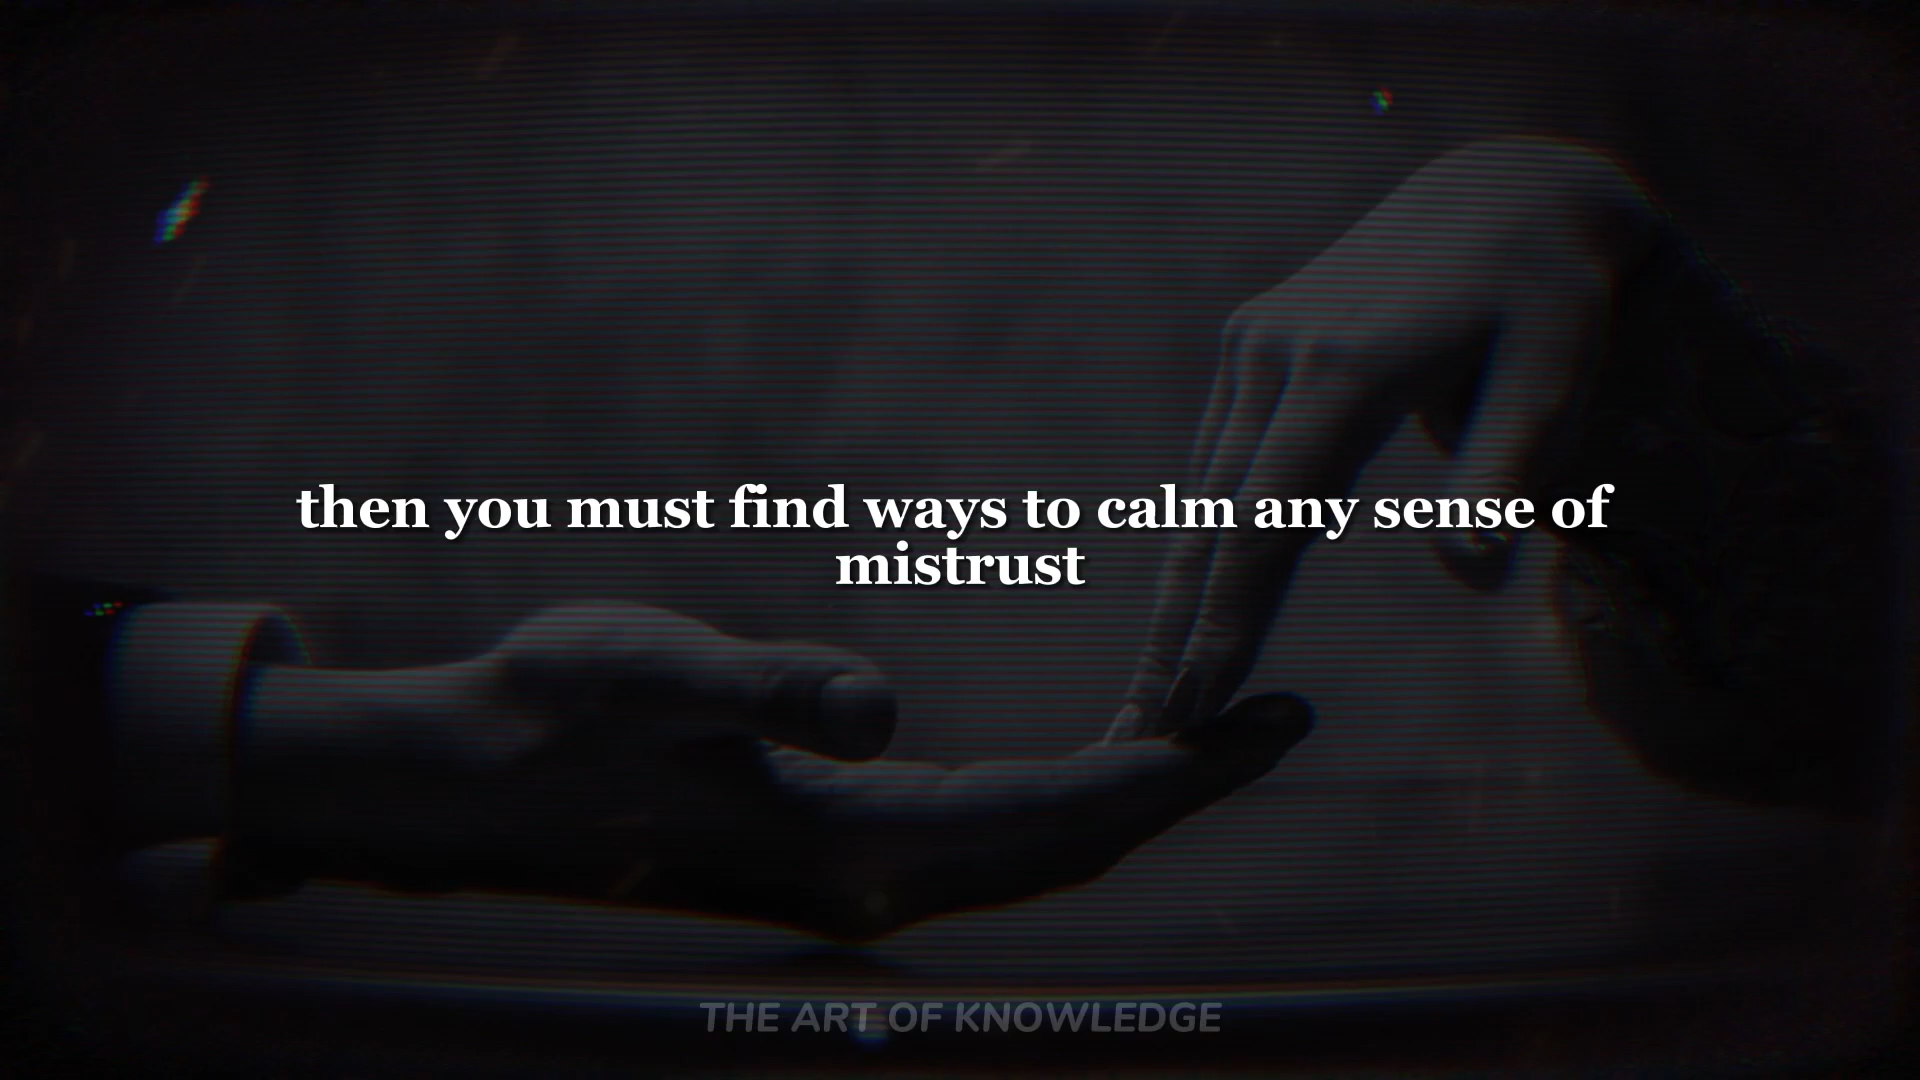 then you must find ways to calm any sense of
mistrust
THE ART OF KNOWLEDGE